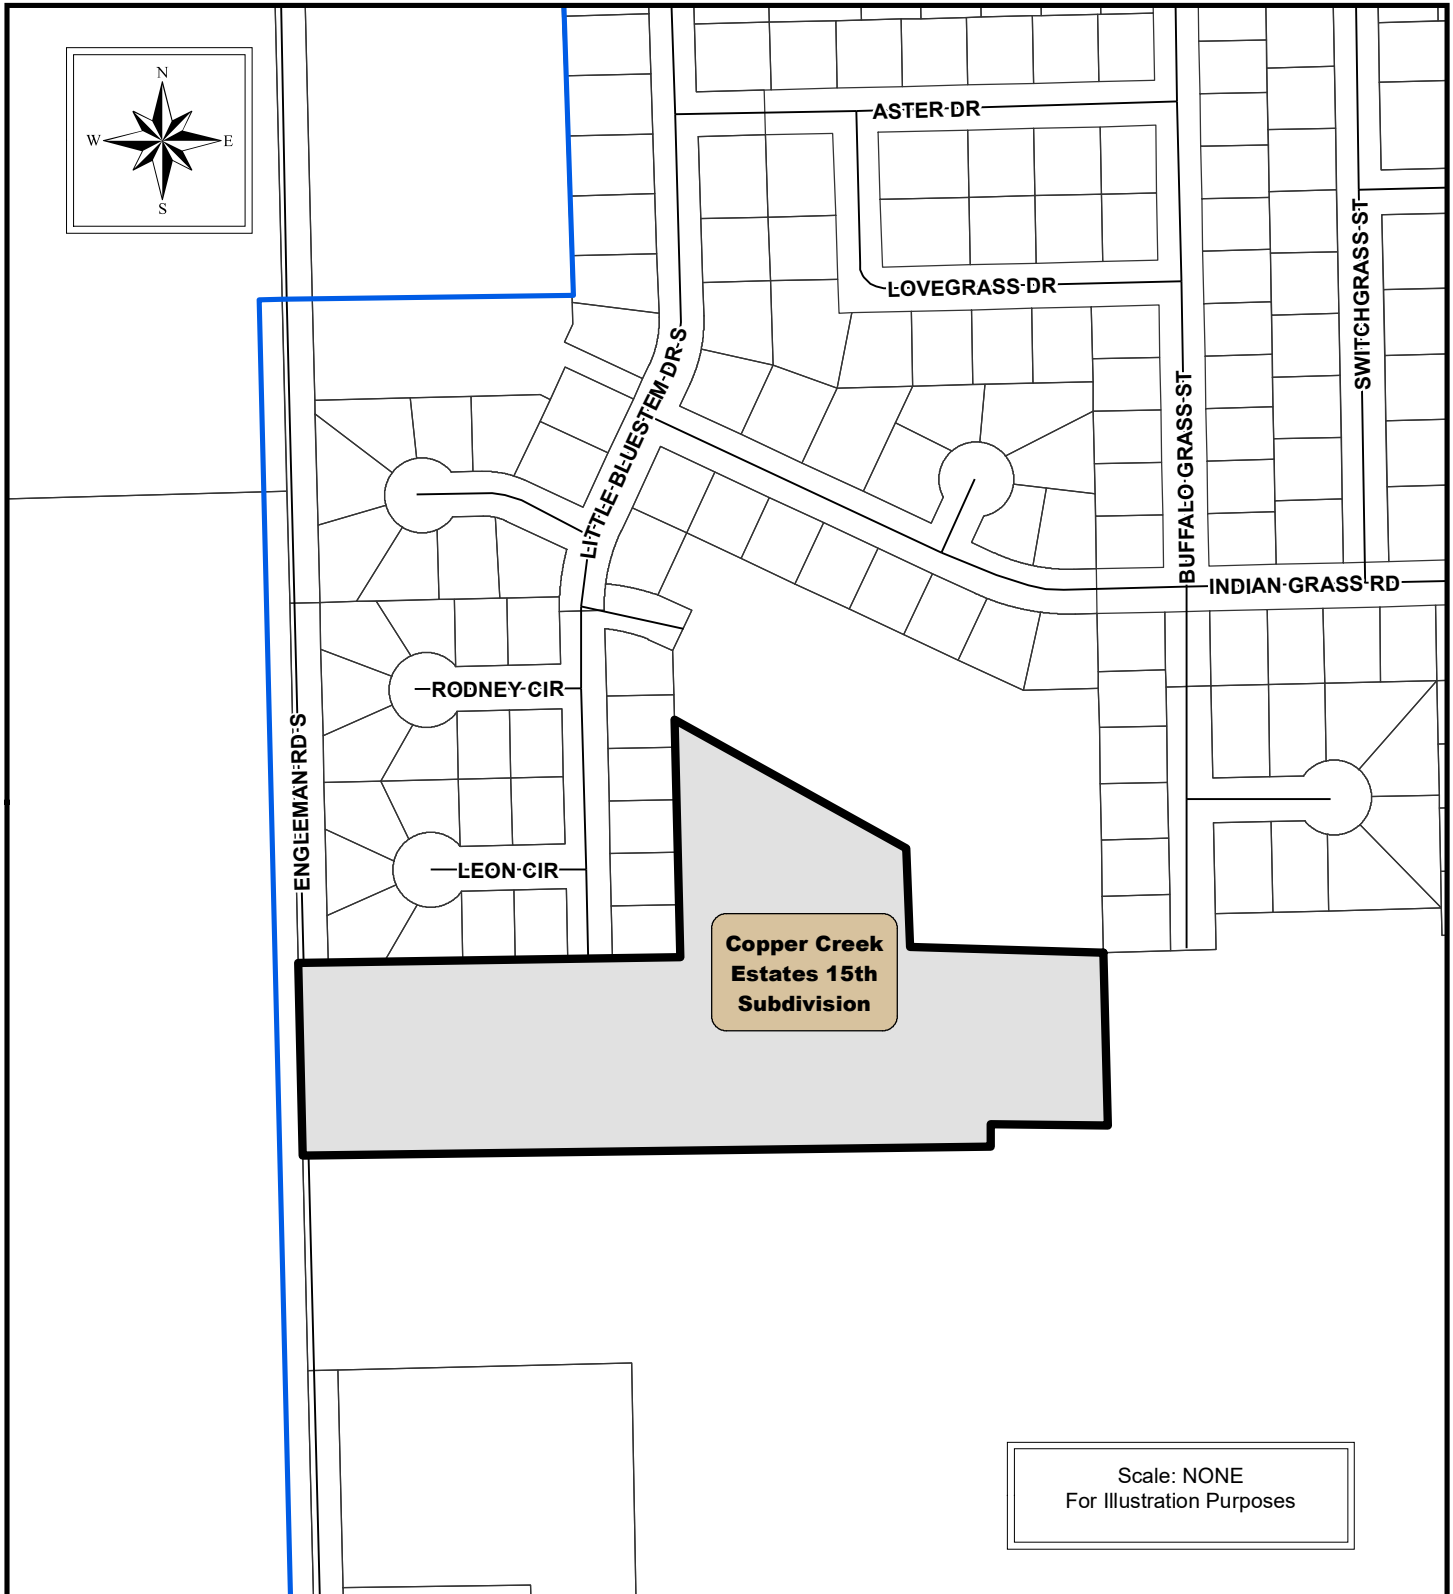 N
W E
S
ASTER DR
LOVEGRASS DR
SWITCHGRASS ST
LITTLE BLUESTEM DR S
BUFFALO GRASS ST
INDIAN GRASS RD
RODNEY CIR
ENGLEMAN RD S
LEON CIR
Copper Creek
Estates 15th
Subdivision
Scale: NONE
For Illustration Purposes